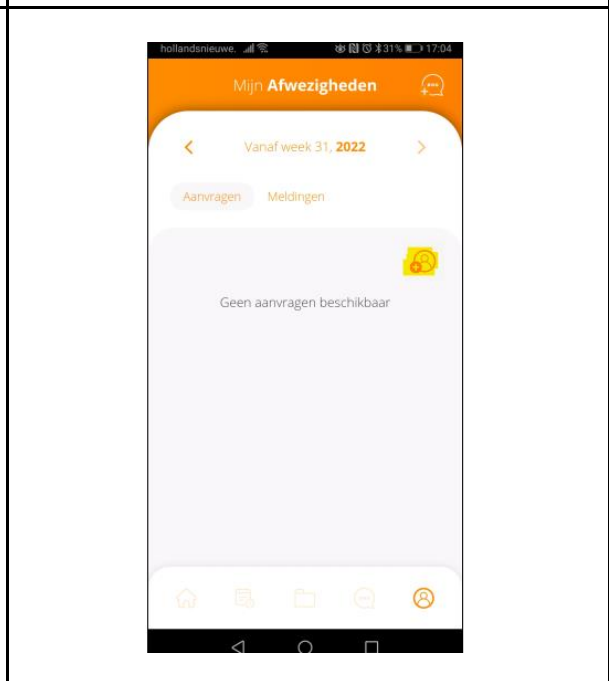 hollandsnieuwe. 31% 17:04
Mijn Afwezigheden
Vanaf week 31, 2022
Aanvragen Meldingen
Geen aanvragen beschikbaar